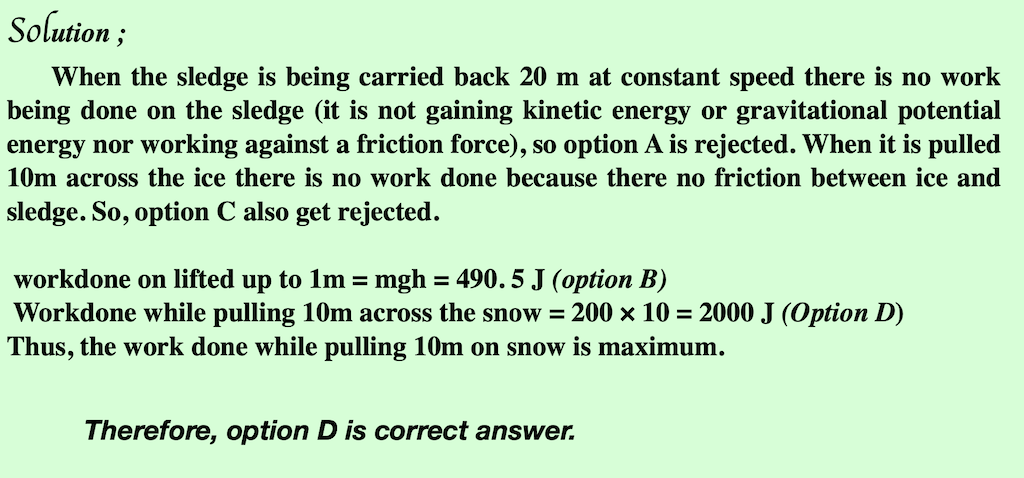 Solution ;
When the sledge is being carried back 20 m at constant speed there is no work
being done on the sledge (it is not gaining kinetic energy or gravitational potential
energy nor working against a friction force), so option A is rejected. When it is pulled
10m across the ice there is no work done because there no friction between ice and
sledge. So, option C also get rejected.
workdone on lifted up to 1m = mgh = 490. 5 J (option B)
Workdone while pulling 10m across the snow = 200 × 10 = 2000 J (Option D)
Thus, the work done while pulling 10m on snow is maximum.
Therefore, option D is correct answer.